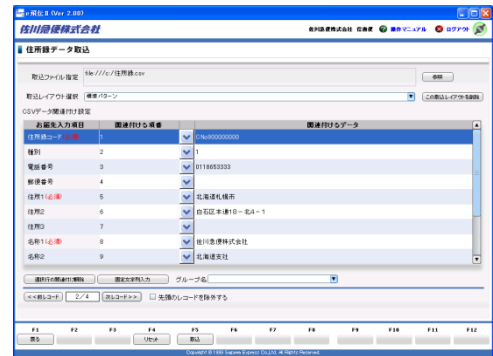 e飛伝Ⅱ (Ver 2.00)
佐川急便株式会社
佐川急便株式会社 信義便 操作マニュアル ログアウト
住所録データ取込
取込ファイル指定 file:///c:/住所録.csv 参照
取込レイアウト選択 標準パターン この取込レイアウトを削除
CSVデータ関連付け設定
お届先入力項目 関連付ける項番 関連付けるデータ
住所録コード(必須) 1 CNo000000000
種別 2 1
電話番号 3 0118653333
郵便番号 4
住所1(必須) 5 北海道札幌市
住所2 6 白石区本通18-北4-1
住所3 7
名称1(必須) 8 佐川急便株式会社
名称2 9 北海道支社
選択行の関連付け解除 固定文字列入力 グループ名
<<前レコード 2/4 次レコード>> 先頭のレコードを除外する
F1 F2 F3 F4 F5 F6 F7 F8 F9 F10 F11 F12
戻る リセット 取込
Copyright © 1999 Sagawa Express Co.,Ltd. All Rights Reserved.